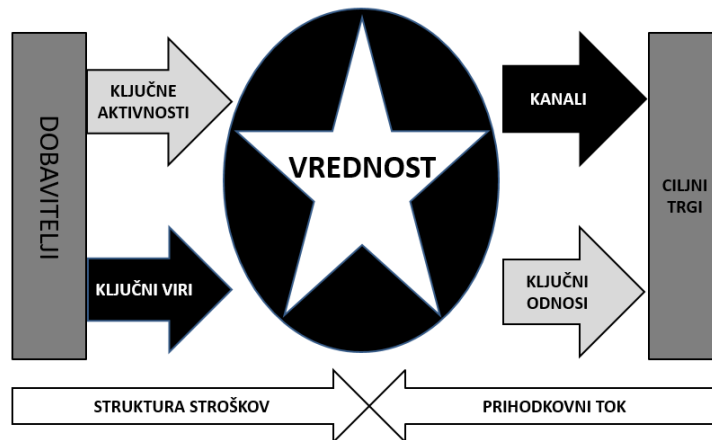 DOBAVITELJI
KLJUČNE
AKTIVNOSTI
KLJUČNI VIRI
VREDNOST
KANALI
KLJUČNI
ODNOSI
CILJNI
TRGI
STRUKTURA STROŠKOV
PRIHODKOVNI TOK